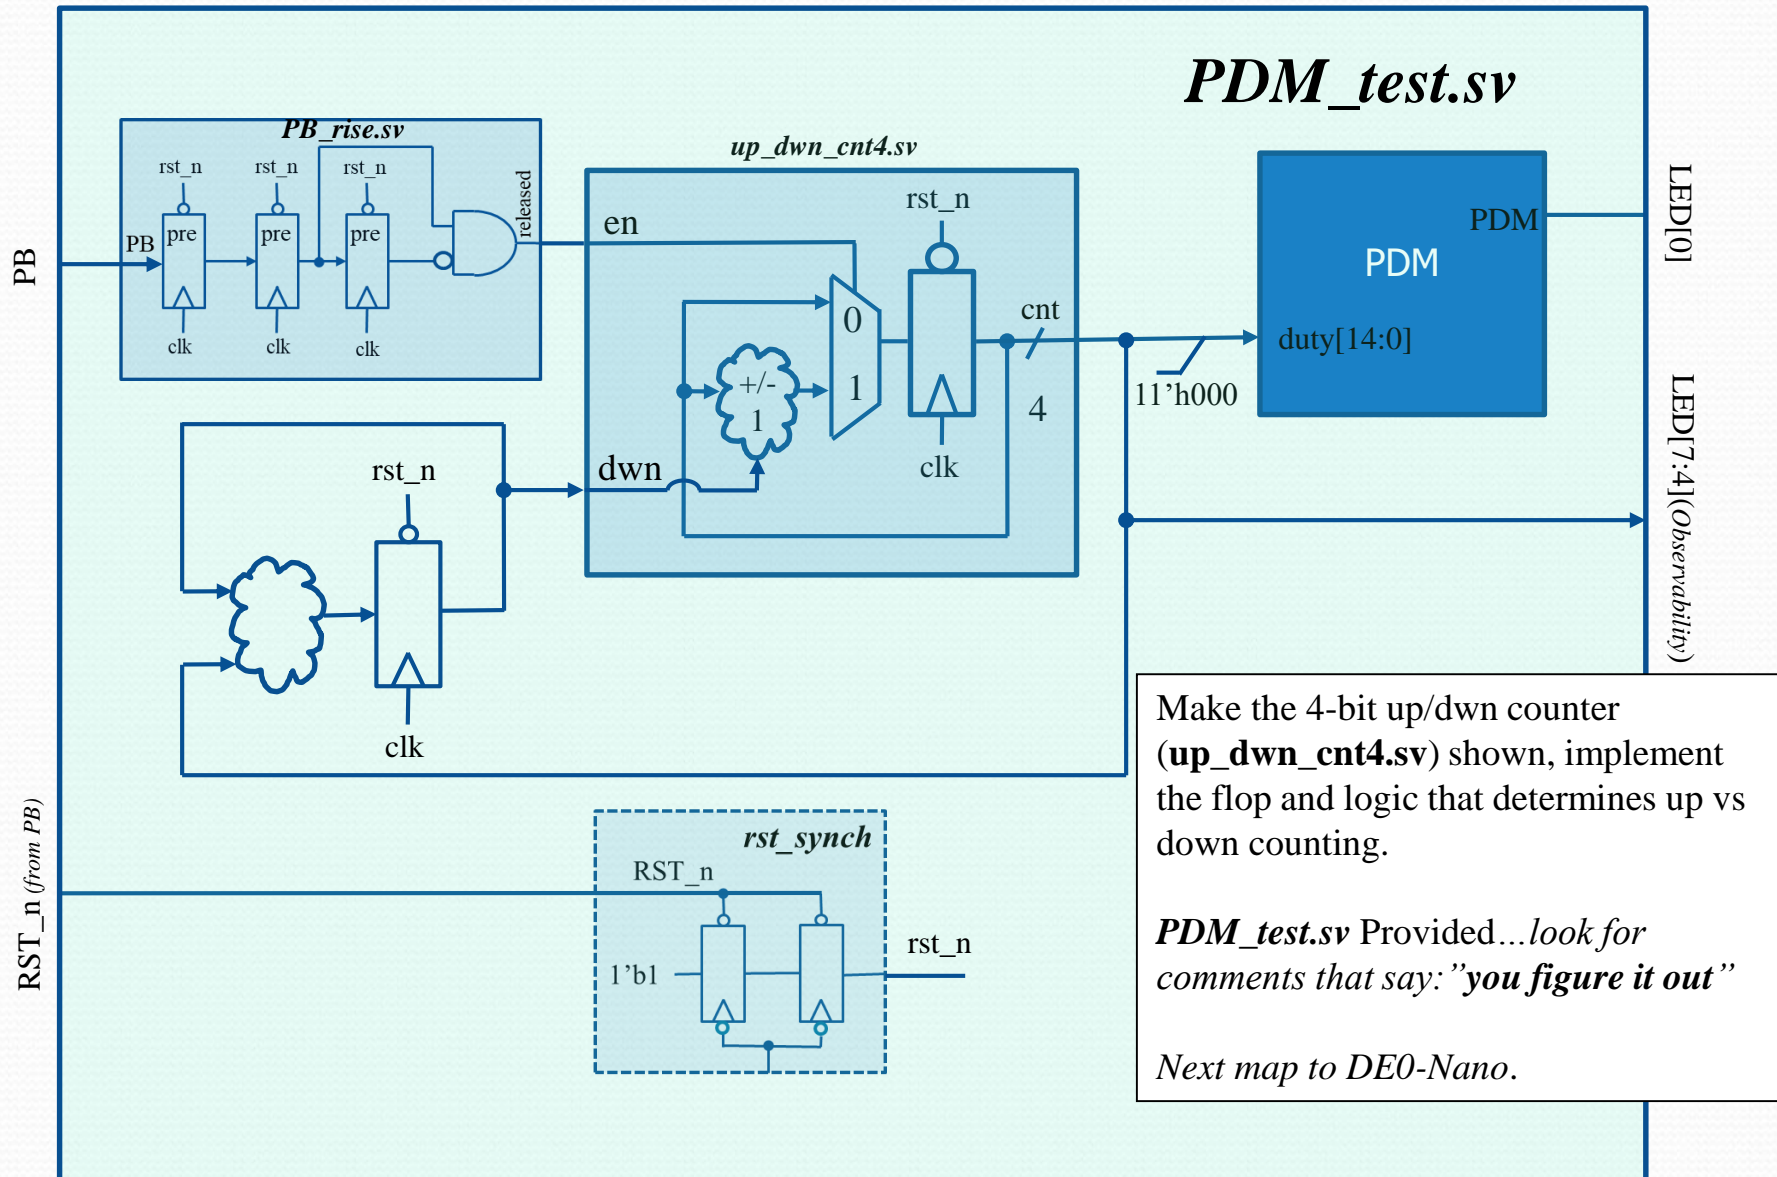 PDM_test.sv
PB_rise.sv
up_dwn_cnt4.sv
rst_n
rst_n
rst_n
PB
PB
pre
pre
pre
released
clk
clk
clk
en
rst_n
0
+/-
1
1
cnt
4
dwn
clk
PDM
PDM
duty[14:0]
11'h000
LED[0]
LED[7:4](Observability)
rst_n
clk
RST_n (from PB)
rst_synch
RST_n
1'b1
rst_n
Make the 4-bit up/dwn counter
(up_dwn_cnt4.sv) shown, implement
the flop and logic that determines up vs
down counting.
PDM_test.sv Provided…look for
comments that say:”you figure it out”
Next map to DE0-Nano.